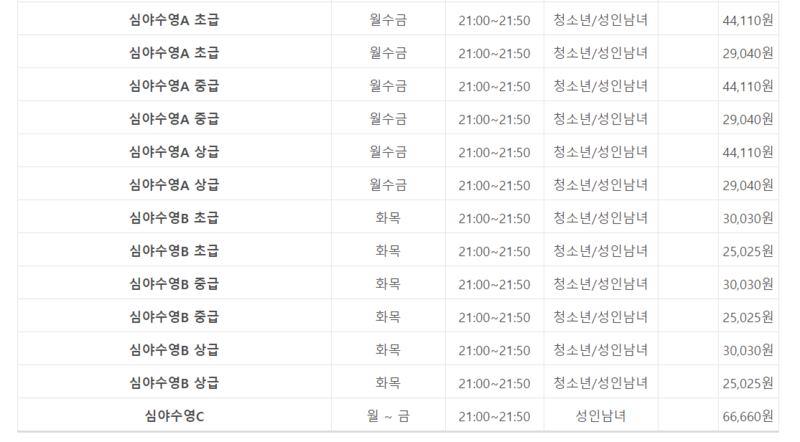 심야수영A 초급 월수금 21:00~21:50 청소년/성인남녀 44,110원
심야수영A 초급 월수금 21:00~21:50 청소년/성인남녀 29,040원
심야수영A 중급 월수금 21:00~21:50 청소년/성인남녀 44,110원
심야수영A 중급 월수금 21:00~21:50 청소년/성인남녀 29,040원
심야수영A 상급 월수금 21:00~21:50 청소년/성인남녀 44,110원
심야수영A 상급 월수금 21:00~21:50 청소년/성인남녀 29,040원
심야수영B 초급 화목 21:00~21:50 청소년/성인남녀 30,030원
심야수영B 초급 화목 21:00~21:50 청소년/성인남녀 25,025원
심야수영B 중급 화목 21:00~21:50 청소년/성인남녀 30,030원
심야수영B 중급 화목 21:00~21:50 청소년/성인남녀 25,025원
심야수영B 상급 화목 21:00~21:50 청소년/성인남녀 30,030원
심야수영B 상급 화목 21:00~21:50 청소년/성인남녀 25,025원
심야수영C 월 ~ 금 21:00~21:50 성인남녀 66,660원